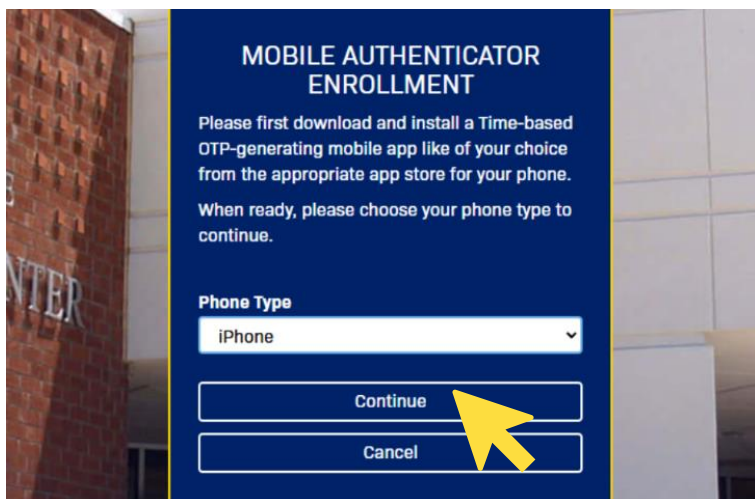 MOBILE AUTHENTICATOR
ENROLLMENT
Please first download and install a Time-based
OTP-generating mobile app like of your choice
from the appropriate app store for your phone.
When ready, please choose your phone type to
continue.
Phone Type
iPhone
Continue
Cancel